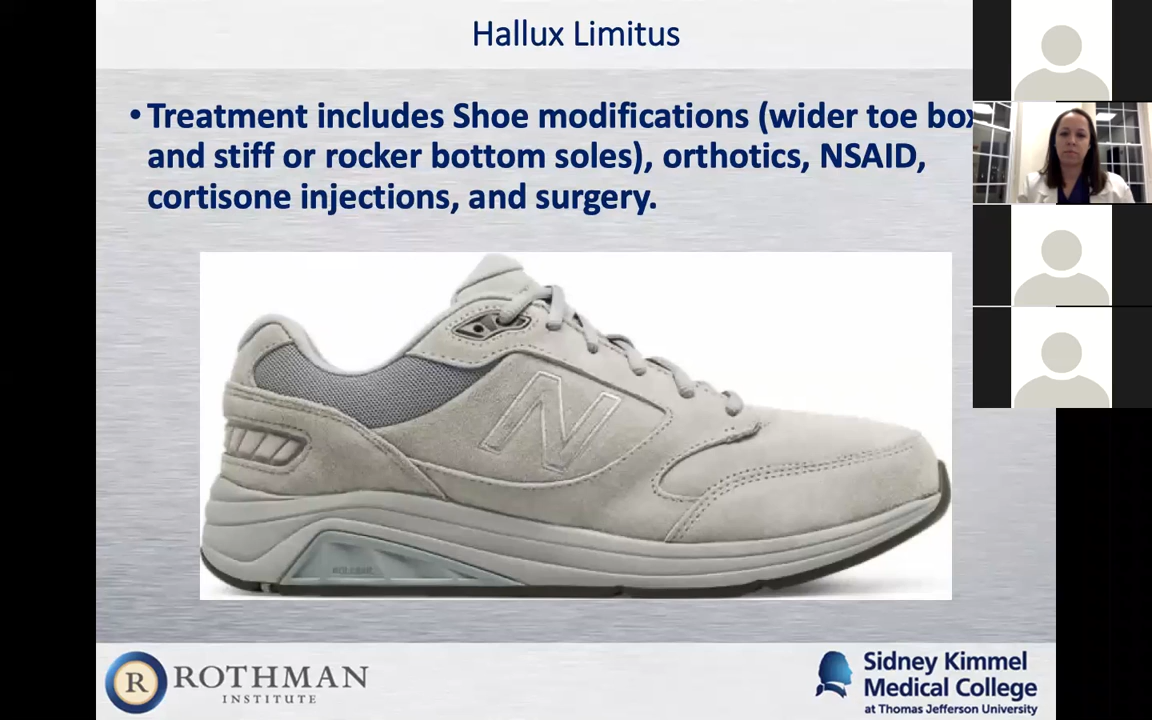 Hallux Limitus
• Treatment includes Shoe modifications (wider toe box
and stiff or rocker bottom soles), orthotics, NSAID,
cortisone injections, and surgery.
N
R ROTHMAN
INSTITUTE
Sidney Kimmel
Medical College
at Thomas Jefferson University